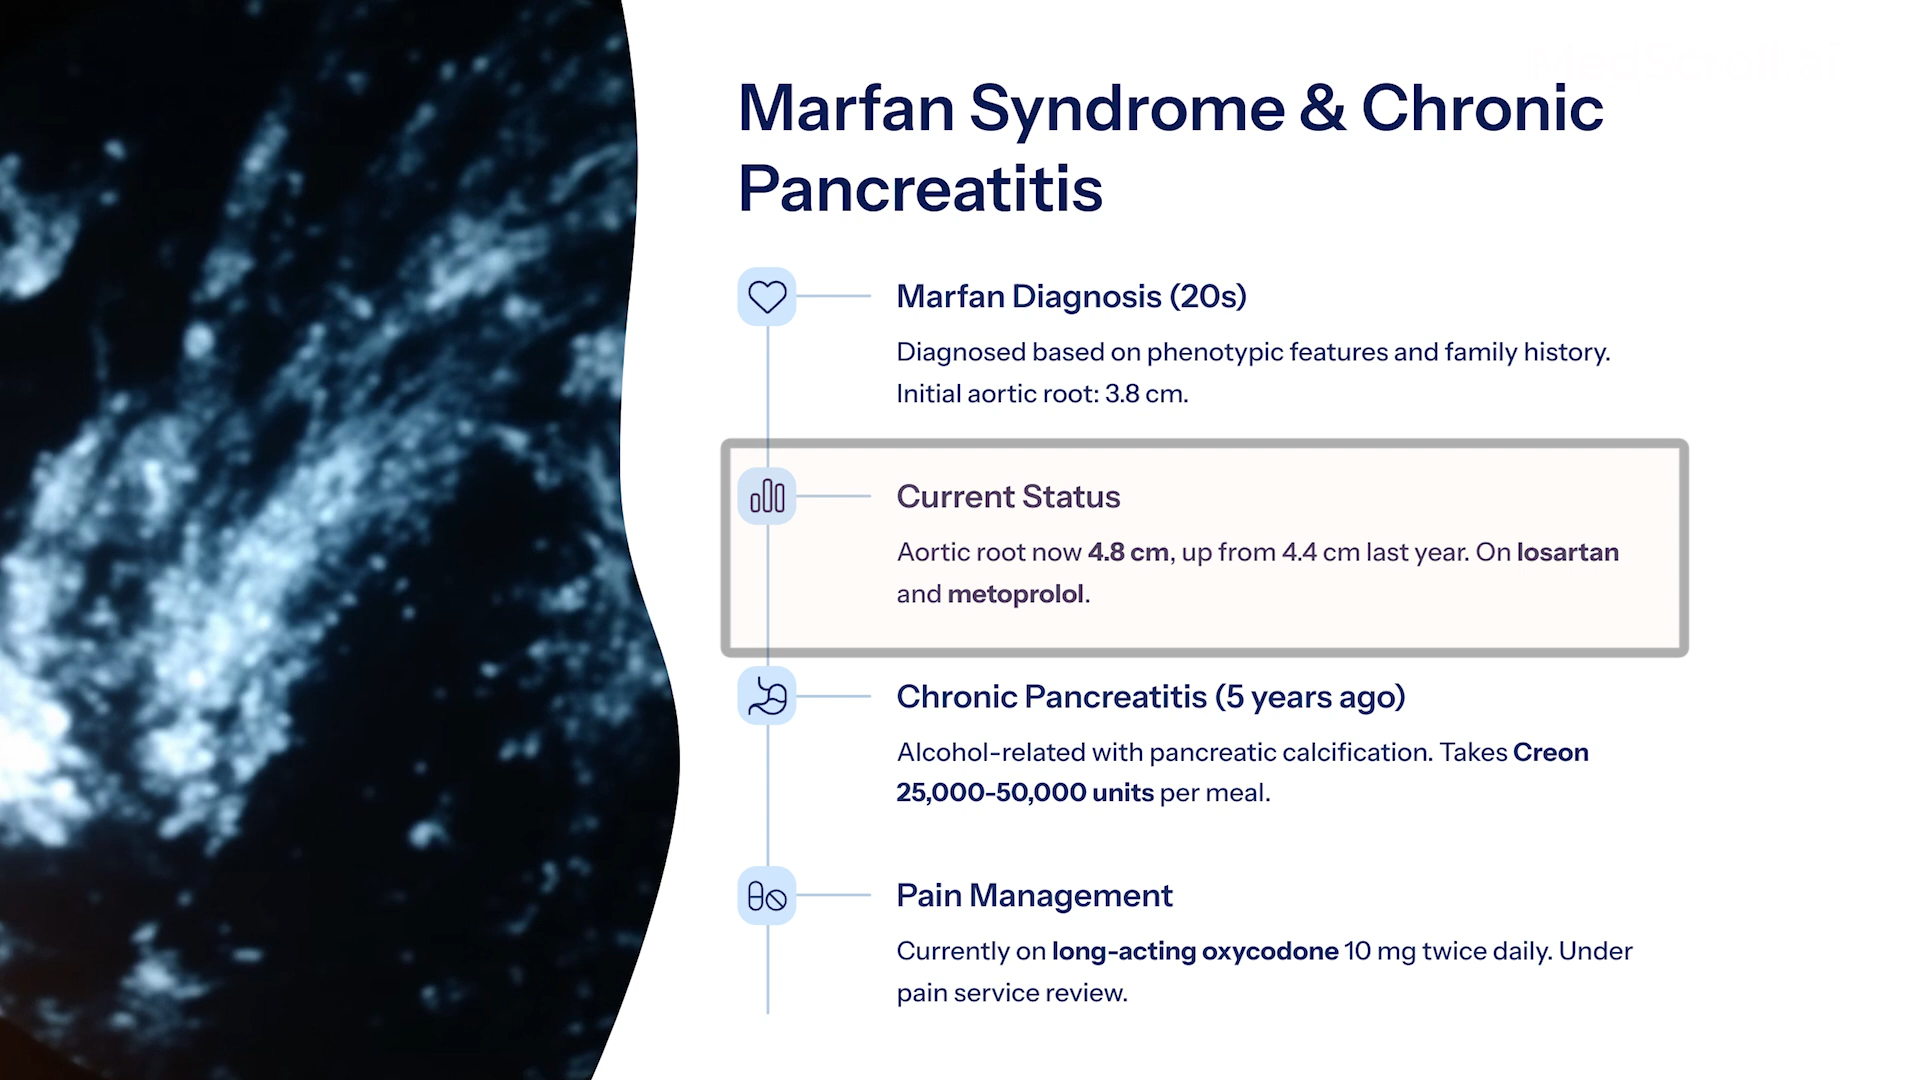 Marfan Syndrome & Chronic
Pancreatitis
Marfan Diagnosis (20s)
Diagnosed based on phenotypic features and family history.
Initial aortic root: 3.8 cm.
Current Status
Aortic root now 4.8 cm, up from 4.4 cm last year. On losartan
and metoprolol.
Chronic Pancreatitis (5 years ago)
Alcohol-related with pancreatic calcification. Takes Creon
25,000-50,000 units per meal.
Pain Management
Currently on long-acting oxycodone 10 mg twice daily. Under
pain service review.